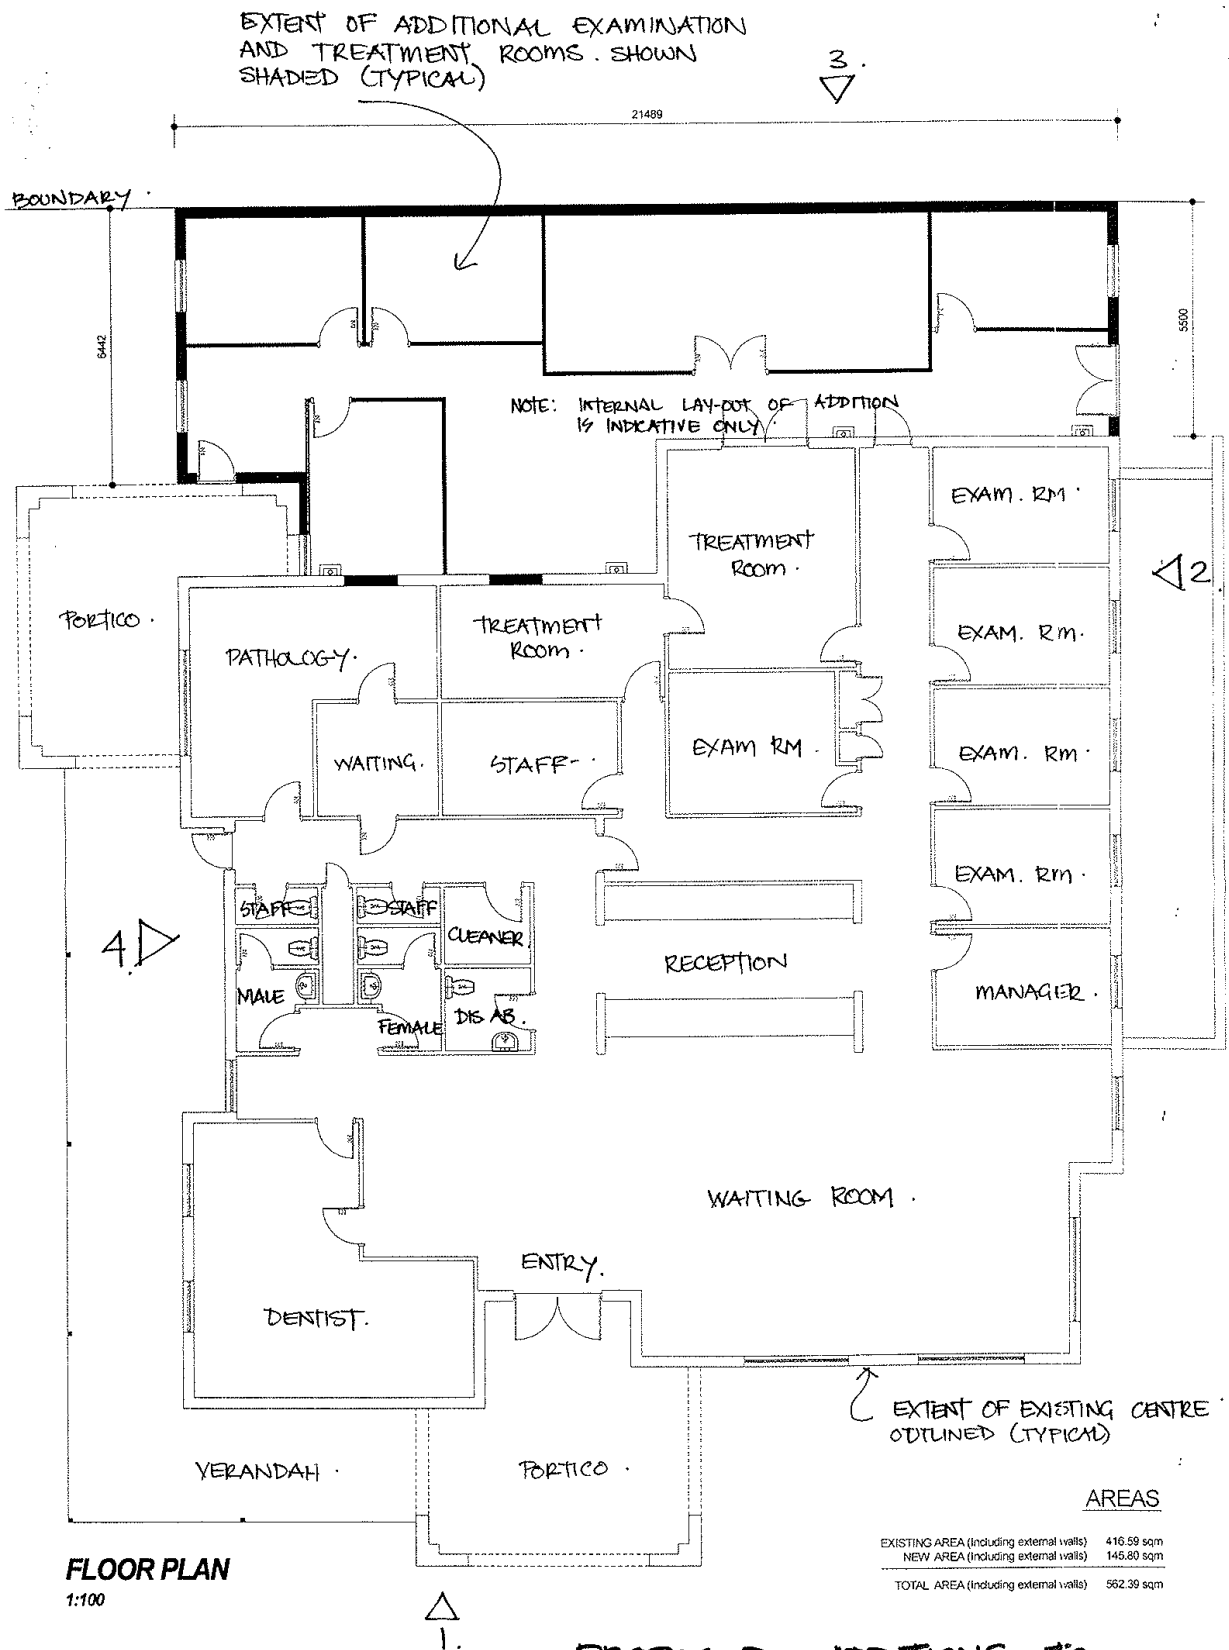 EXTENT OF ADDITIONAL EXAMINATION
AND TREATMENT ROOMS. SHOWN
SHADED (TYPICAL)
3.
21489
BOUNDARY.
6442
5500
NOTE: INTERNAL LAY-OUT OF ADDITION
IS INDICATIVE ONLY.
EXAM. RM.
TREATMENT
ROOM.
2
PORTICO.
PATHOLOGY.
TREATMENT
ROOM.
EXAM. RM.
WAITING.
STAFF.
EXAM RM.
EXAM. RM.
EXAM. RM.
STAFF
STAFF
CLEANER
4.
RECEPTION
MALE
FEMALE
DISAB.
MANAGER.
WAITING ROOM.
ENTRY.
DENTIST.
EXTENT OF EXISTING CENTRE
OUTLINED (TYPICAL)
VERANDAH.
PORTICO.
AREAS
EXISTING AREA (Including external walls) 416.59 sqm
NEW AREA (Including external walls) 145.80 sqm
TOTAL AREA (Including external walls) 562.39 sqm
FLOOR PLAN
1:100
1.